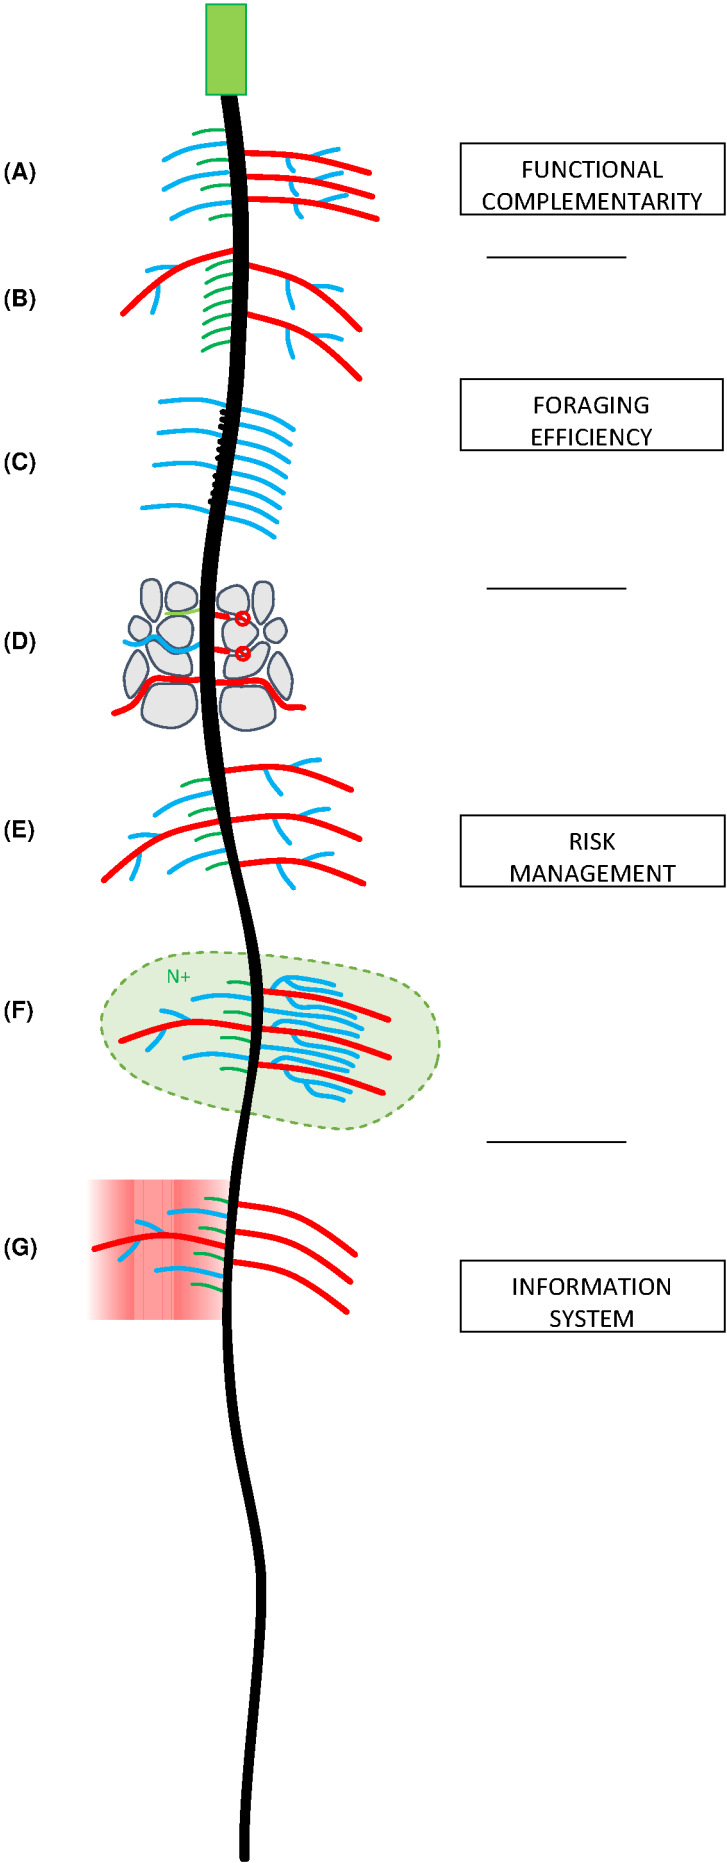 (A)
FUNCTIONAL
COMPLEMENTARITY
(B)
FORAGING
EFFICIENCY
(C)
(D)
(E)
RISK
MANAGEMENT
N+
(F)
(G)
INFORMATION
SYSTEM